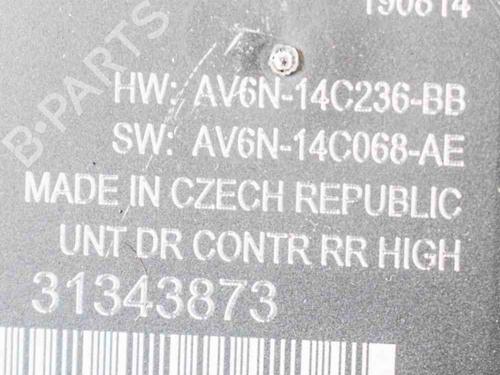 190614
HW: AV6N-14C236-BB
SW: AV6N-14C068-AE
MADE IN CZECH REPUBLIC
UNT DR CONTR RR HIGH
31343873
B-PARTS